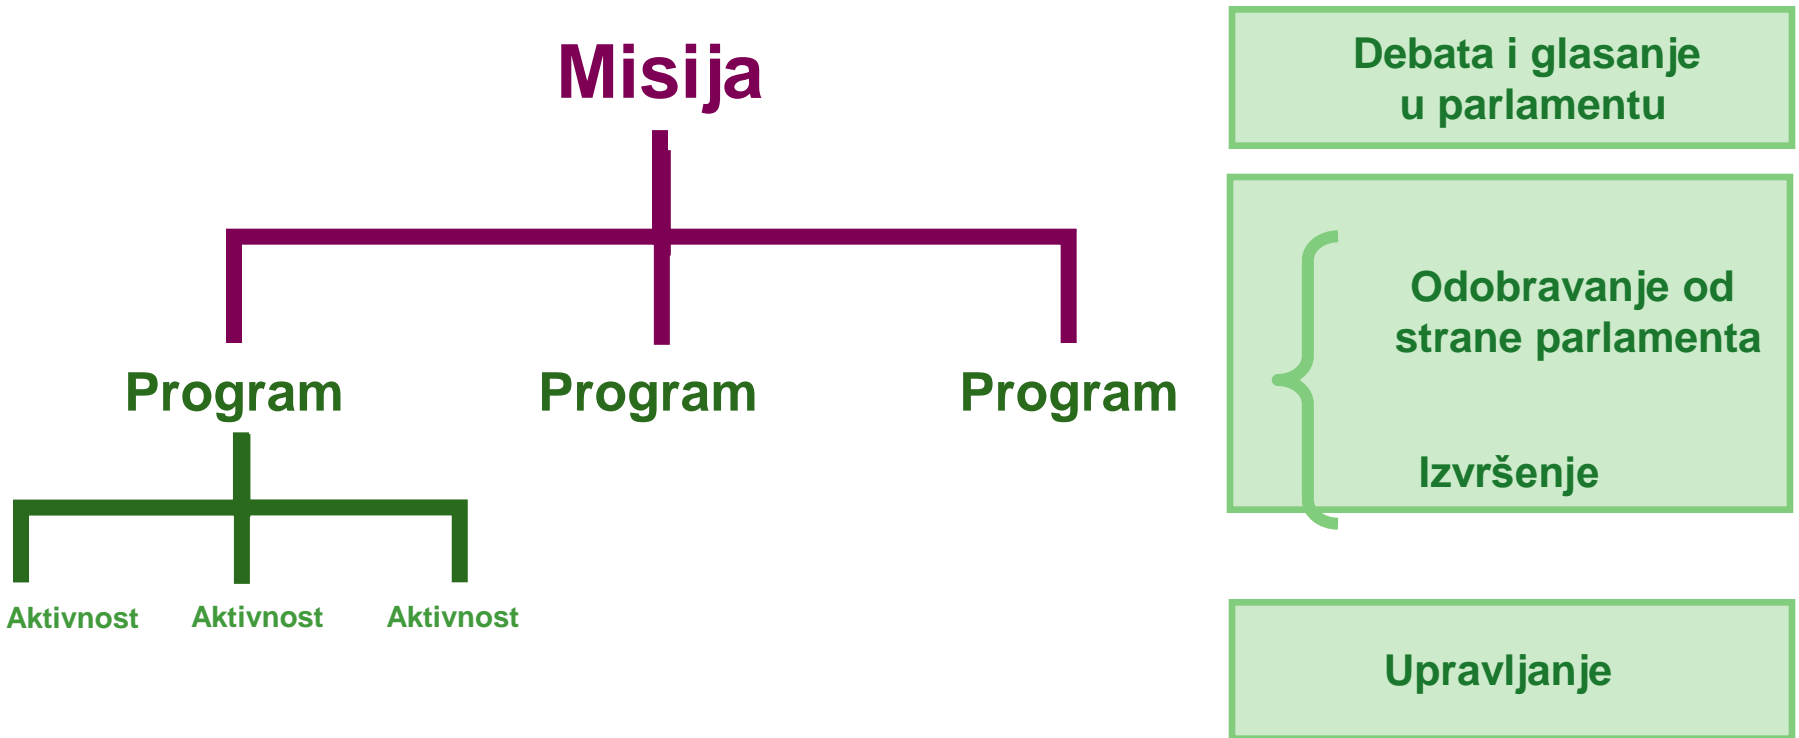 Misija
Debata i glasanje
u parlamentu
Odobravanje od
strane parlamenta
Program
Program
Program
Izvršenje
Aktivnost
Aktivnost
Aktivnost
Upravljanje